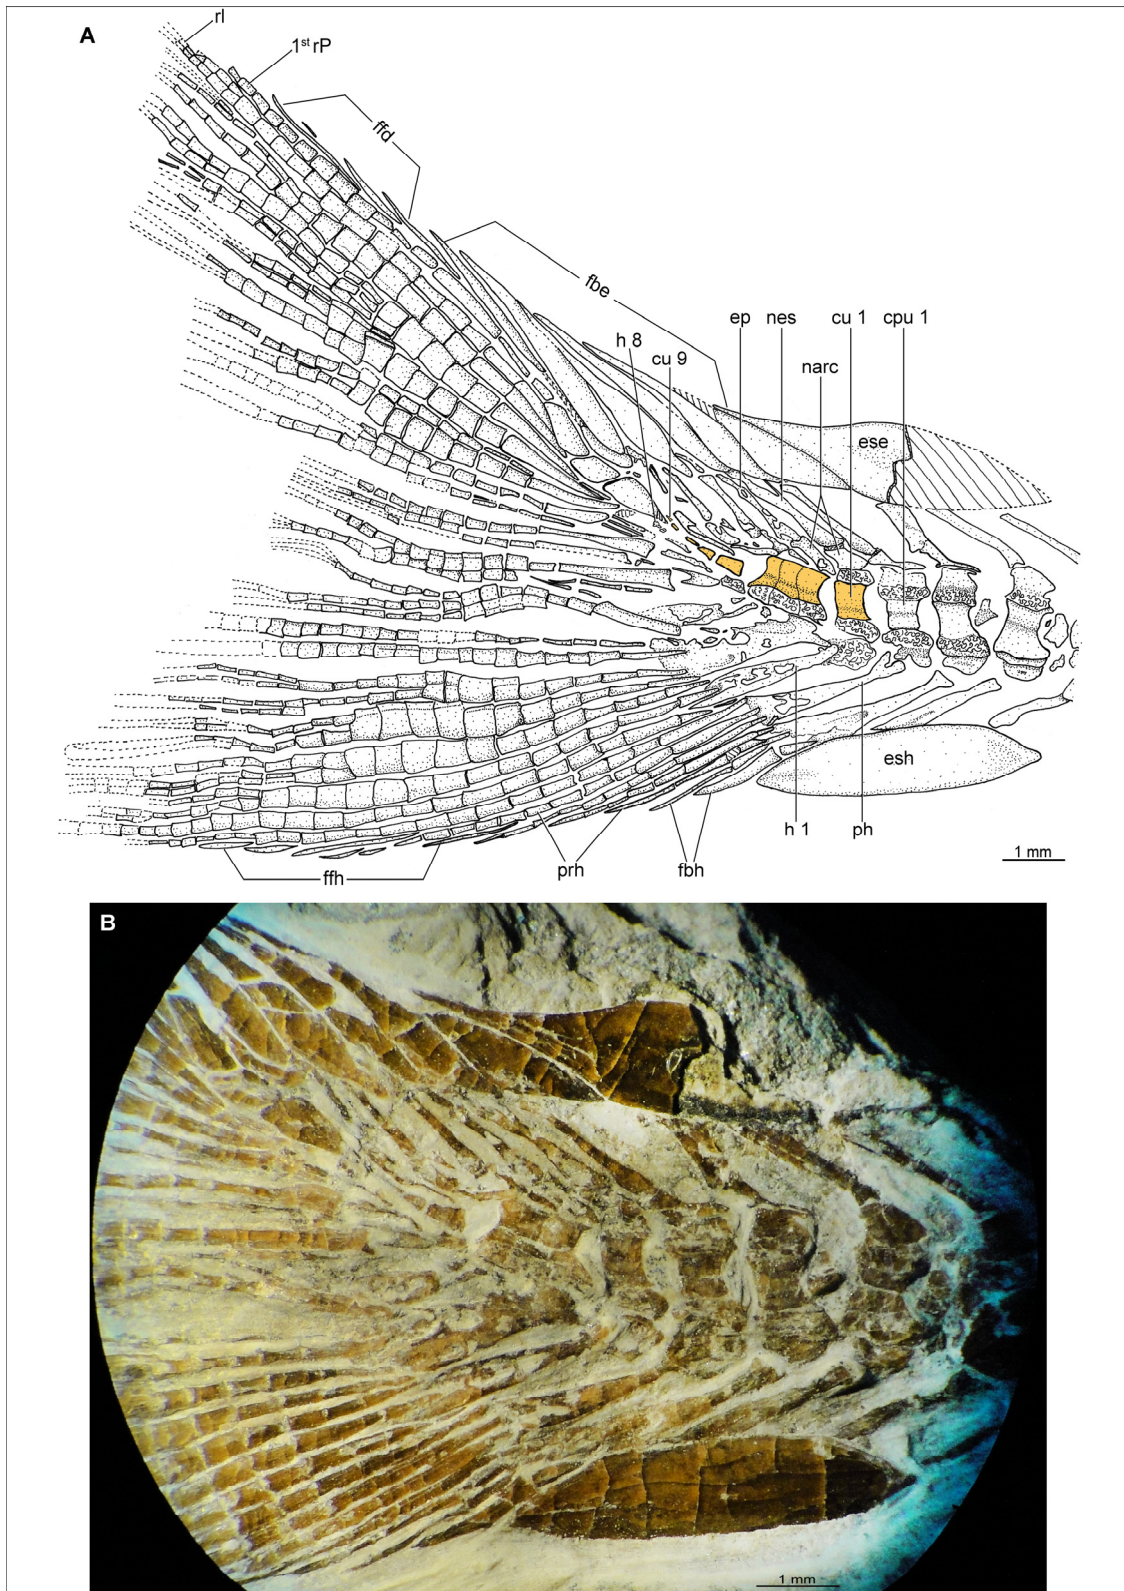 A
rl
1st rP
ffd
fbe
ep nes cu 1 cpu 1
h 8
cu 9
narc
ese
esh
h 1 ph
1 mm
prh fbh
ffh
B
1 mm